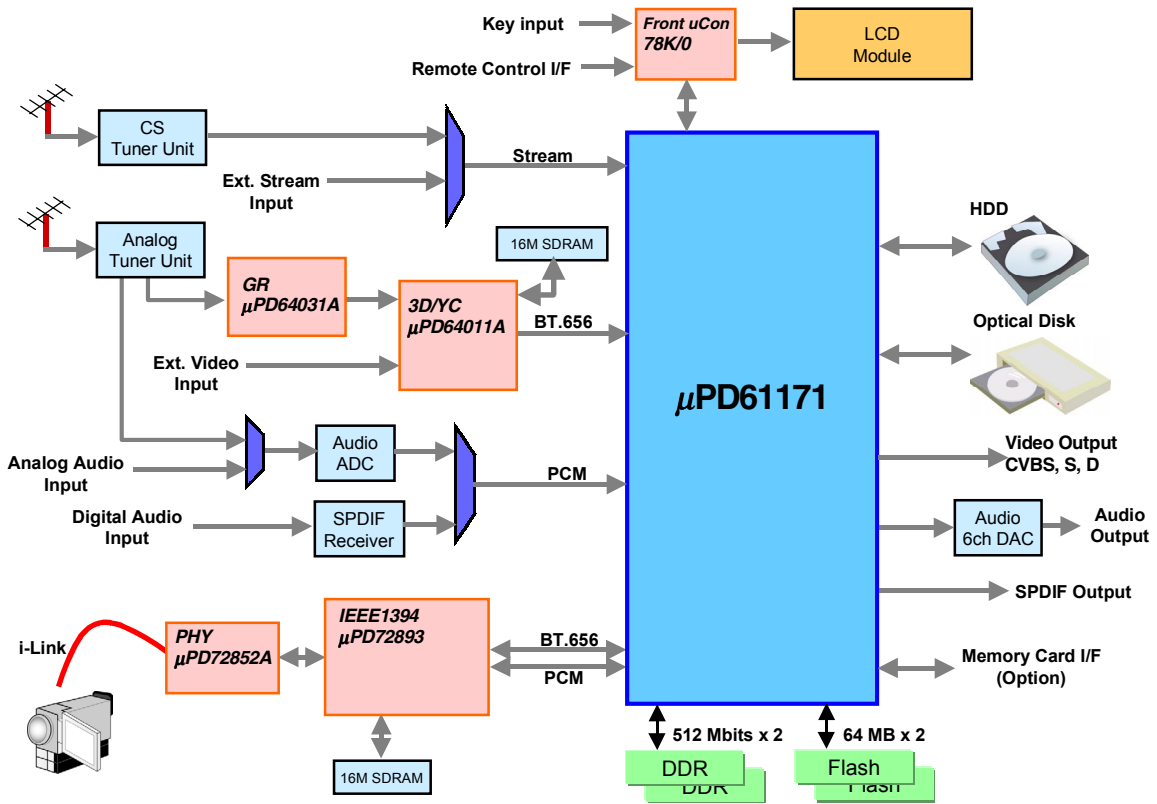 Key input
Remote Control I/F
Front uCon
78K/0
LCD
Module
CS
Tuner Unit
Ext. Stream
Input
Stream
Analog
Tuner Unit
GR
µPD64031A
3D/YC
µPD64011A
16M SDRAM
BT.656
Ext. Video
Input
Analog Audio
Input
Audio
ADC
Digital Audio
Input
SPDIF
Receiver
PCM
i-Link
PHY
µPD72852A
IEEE1394
µPD72893
BT.656
PCM
16M SDRAM
µPD61171
HDD
Optical Disk
Video Output
CVBS, S, D
Audio
6ch DAC
Audio
Output
SPDIF Output
Memory Card I/F
(Option)
512 Mbits x 2
64 MB x 2
DDR
DDR
Flash
Flash